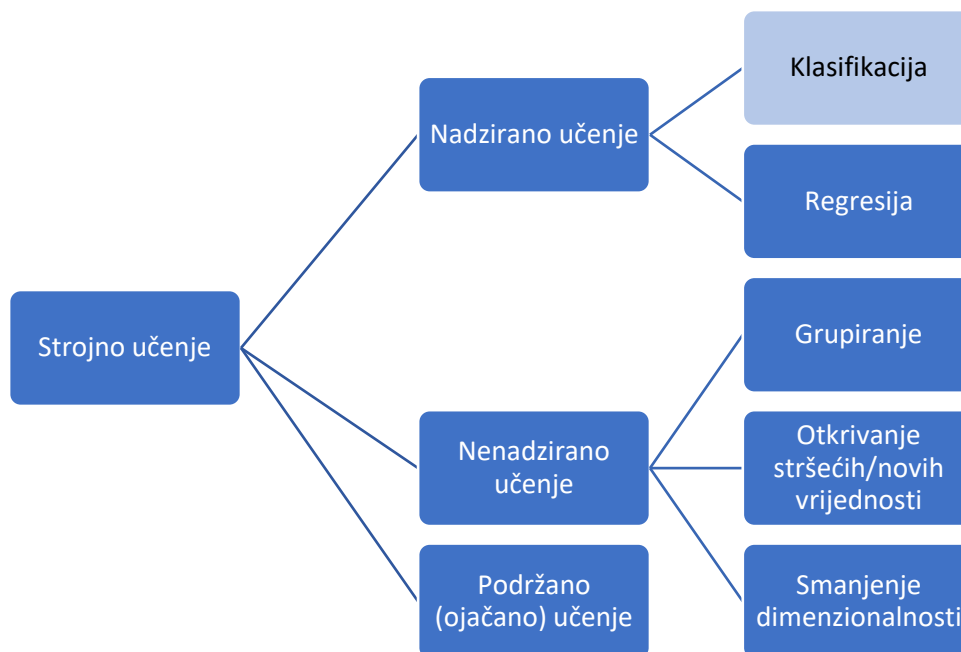 Klasifikacija
Nadzirano učenje
Regresija
Strojno učenje
Grupiranje
Nenadzirano
učenje
Otkrivanje
stršećih/novih
vrijednosti
Podržano
(ojačano) učenje
Smanjenje
dimenzionalnosti